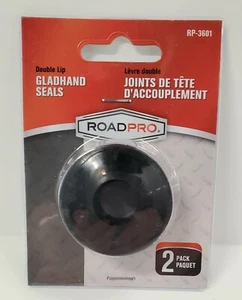 RP-3601
Double Lip
GLADHAND
SEALS
Lèvre double
JOINTS DE TÊTE
D'ACCOUPLEMENT
ROADPRO.
2 PACK
PAQUET